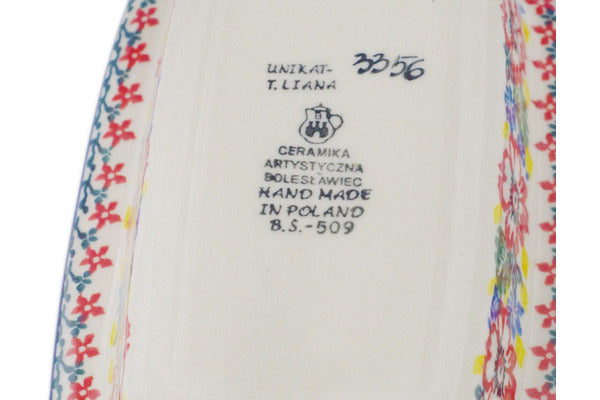 UNIKAT- 3356
T. LIANA
CERAMIKA
ARTYSTYCZNA
BOLESŁAWIEC
HAND MADE
IN POLAND
B.S.-509